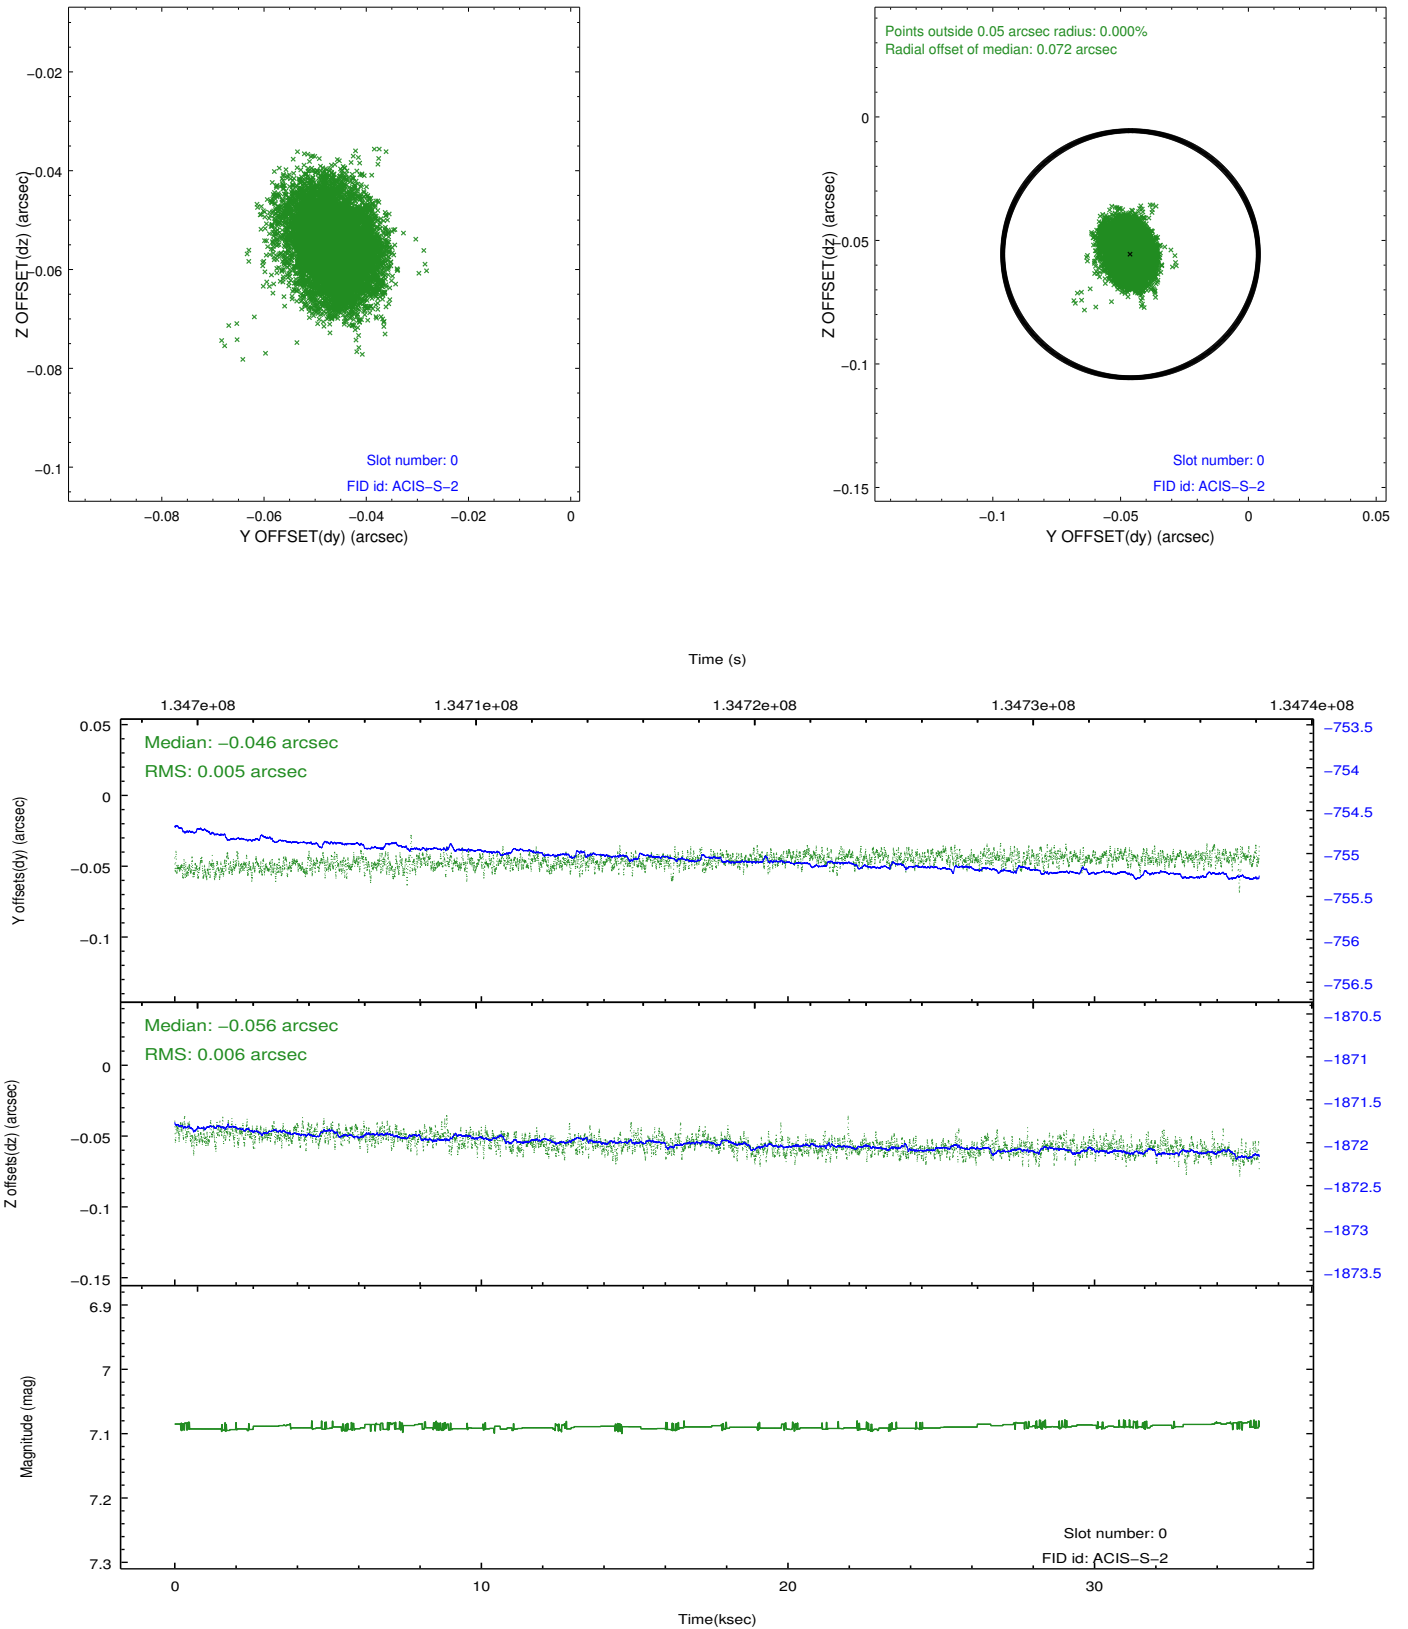 −0.02
−0.04
−0.06
−0.08
−0.1
Z OFFSET(dz) (arcsec)
Slot number: 0
FID id: ACIS−S−2
−0.08
−0.06
−0.04
−0.02
0
Y OFFSET(dy) (arcsec)
Points outside 0.05 arcsec radius: 0.000%
Radial offset of median: 0.072 arcsec
0
−0.05
−0.1
−0.15
Z OFFSET(dz) (arcsec)
Slot number: 0
FID id: ACIS−S−2
−0.1
−0.05
0
0.05
Y OFFSET(dy) (arcsec)
Time (s)
1.347e+08
1.3471e+08
1.3472e+08
1.3473e+08
1.3474e+08
Median: −0.046 arcsec
RMS: 0.005 arcsec
0.05
0
−0.05
−0.1
Y offsets(dy) (arcsec)
−753.5
−754
−754.5
−755
−755.5
−756
−756.5
Median: −0.056 arcsec
RMS: 0.006 arcsec
0
−0.05
−0.1
−0.15
Z offsets(dz) (arcsec)
−1870.5
−1871
−1871.5
−1872
−1872.5
−1873
−1873.5
6.9
7
7.1
7.2
7.3
Magnitude (mag)
Slot number: 0
FID id: ACIS−S−2
0
10
20
30
Time(ksec)